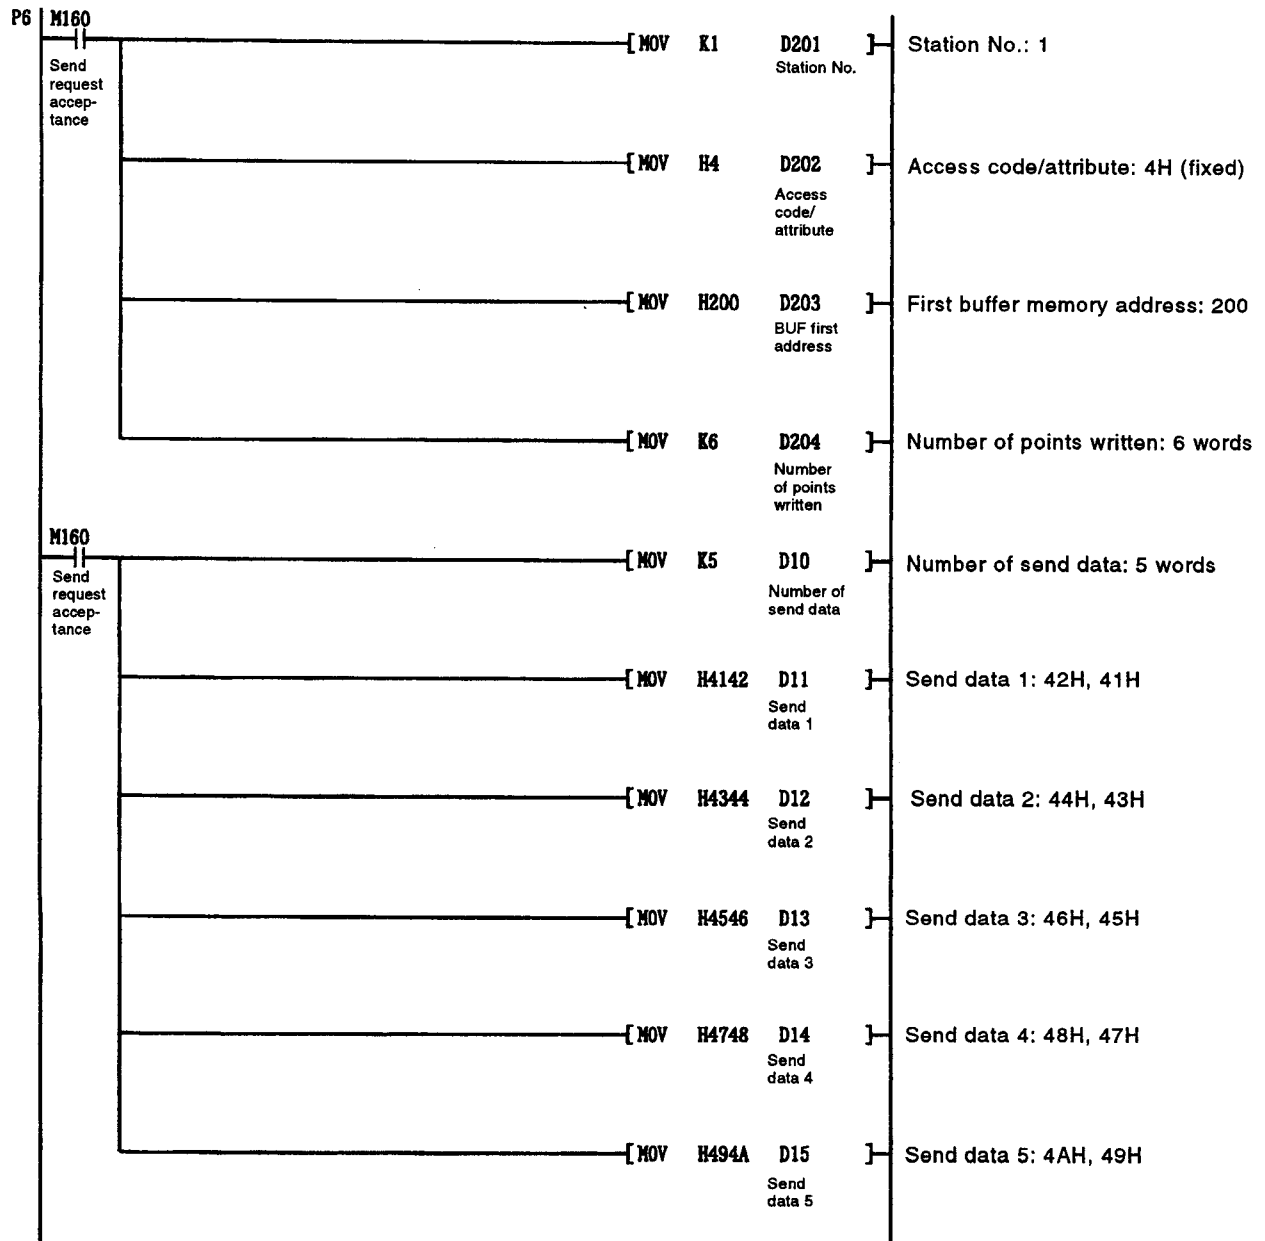 P6 M160 [ MOV K1 D201 ] Station No.: 1
Send
request
accep-
tance
Station No.
[ MOV H4 D202 ] Access code/attribute: 4H (fixed)
Access
code/
attribute
[ MOV H200 D203 ] First buffer memory address: 200
BUF first
address
[ MOV K6 D204 ] Number of points written: 6 words
Number
of points
written
M160 [ MOV K5 D10 ] Number of send data: 5 words
Send
request
accep-
tance
Number of
send data
[ MOV H4142 D11 ] Send data 1: 42H, 41H
Send
data 1
[ MOV H4344 D12 ] Send data 2: 44H, 43H
Send
data 2
[ MOV H4546 D13 ] Send data 3: 46H, 45H
Send
data 3
[ MOV H4748 D14 ] Send data 4: 48H, 47H
Send
data 4
[ MOV H494A D15 ] Send data 5: 4AH, 49H
Send
data 5